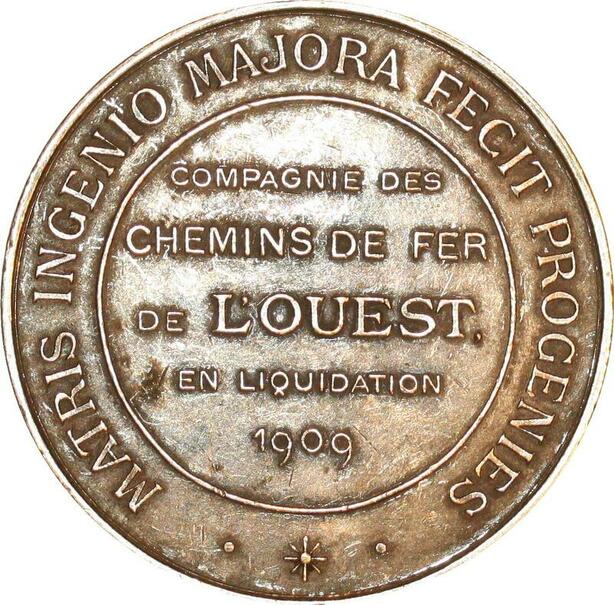 MATRIS INGENIO MAJORA FECIT PROGENIES
COMPAGNIE DES
CHEMINS DE FER
DE L'OUEST,
EN LIQUIDATION
1909